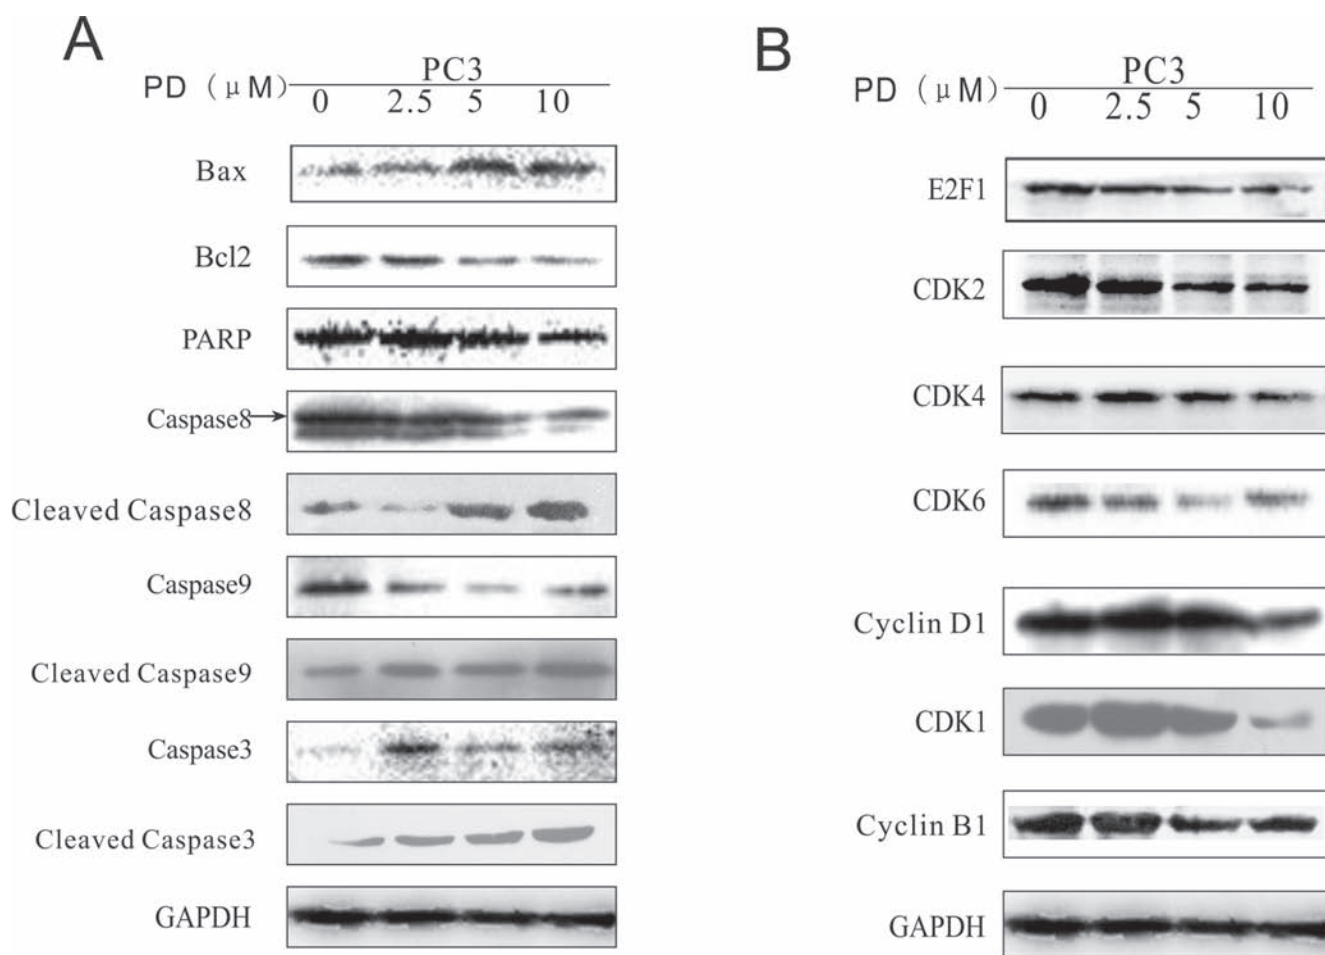 A
PC3
PD (μM)
0 2.5 5 10
Bax
Bcl2
PARP
Caspase8
Cleaved Caspase8
Caspase9
Cleaved Caspase9
Caspase3
Cleaved Caspase3
GAPDH
B
PC3
PD (μM)
0 2.5 5 10
E2F1
CDK2
CDK4
CDK6
Cyclin D1
CDK1
Cyclin B1
GAPDH